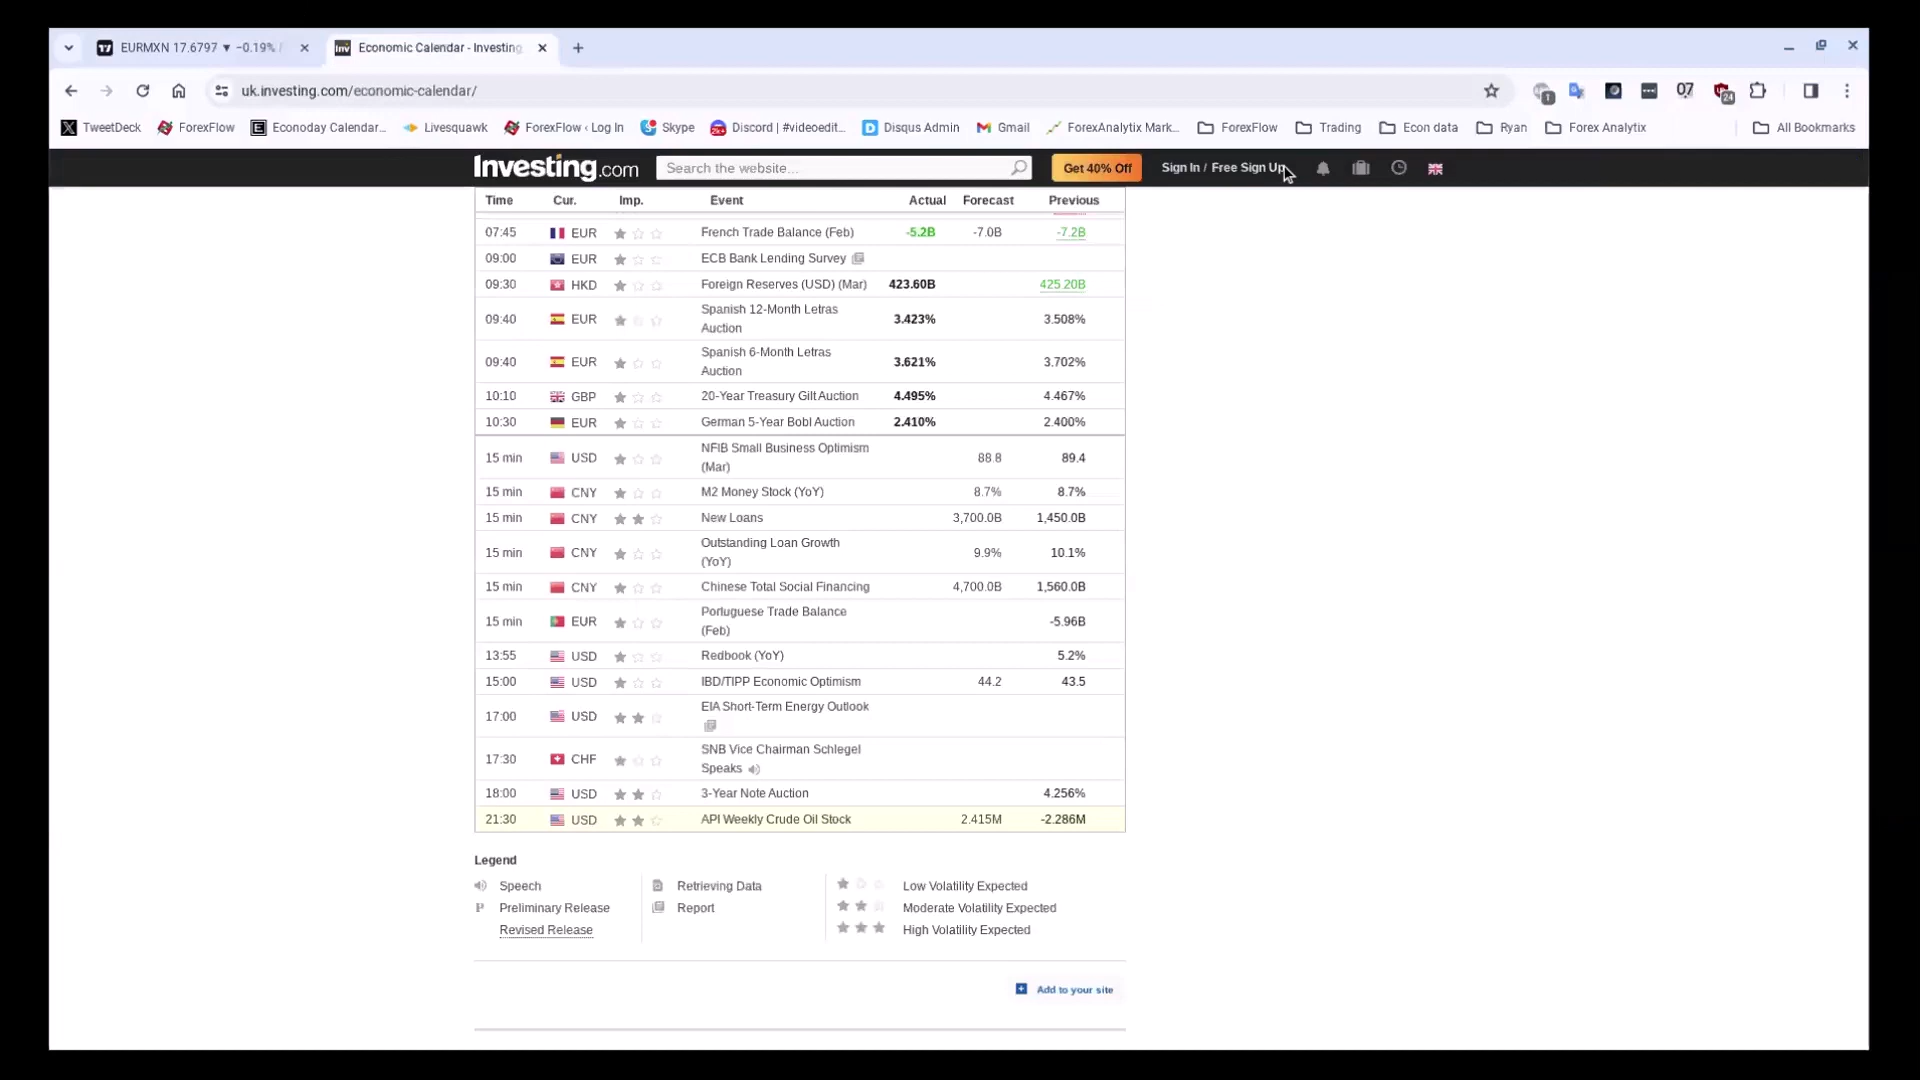 EURMXN 17.6797 ▼ −0.19% /
Economic Calendar - Investing
uk.investing.com/economic-calendar/
1
07
24
TweetDeck
ForexFlow
Econoday Calendar...
Livesquawk
ForexFlow ‹ Log In
Skype
Discord | #videoedit...
Disqus Admin
Gmail
ForexAnalytix Mark...
ForexFlow
Trading
Econ data
Ryan
Forex Analytix
All Bookmarks
Investing.com
Search the website...
Get 40% Off
Sign In / Free Sign Up
Time Cur. Imp. Event Actual Forecast Previous
07:45 EUR French Trade Balance (Feb) -5.2B -7.0B -7.2B
09:00 EUR ECB Bank Lending Survey
09:30 HKD Foreign Reserves (USD) (Mar) 423.60B 425.20B
09:40 EUR Spanish 12-Month Letras Auction 3.423% 3.508%
09:40 EUR Spanish 6-Month Letras Auction 3.621% 3.702%
10:10 GBP 20-Year Treasury Gilt Auction 4.495% 4.467%
10:30 EUR German 5-Year Bobl Auction 2.410% 2.400%
15 min USD NFIB Small Business Optimism (Mar) 88.8 89.4
15 min CNY M2 Money Stock (YoY) 8.7% 8.7%
15 min CNY New Loans 3,700.0B 1,450.0B
15 min CNY Outstanding Loan Growth (YoY) 9.9% 10.1%
15 min CNY Chinese Total Social Financing 4,700.0B 1,560.0B
15 min EUR Portuguese Trade Balance (Feb) -5.96B
13:55 USD Redbook (YoY) 5.2%
15:00 USD IBD/TIPP Economic Optimism 44.2 43.5
17:00 USD EIA Short-Term Energy Outlook
17:30 CHF SNB Vice Chairman Schlegel Speaks
18:00 USD 3-Year Note Auction 4.256%
21:30 USD API Weekly Crude Oil Stock 2.415M -2.286M
Legend
Speech
Preliminary Release
Revised Release
Retrieving Data
Report
Low Volatility Expected
Moderate Volatility Expected
High Volatility Expected
Add to your site